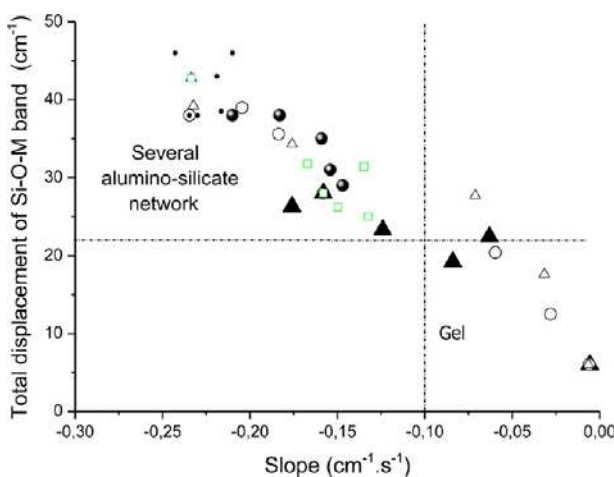 Total displacement of Si-O-M band (cm⁻¹)
50
40
30
20
10
0
Several
alumino-silicate
network
Gel
-0,30
-0,25
-0,20
-0,15
-0,10
-0,05
0,00
Slope (cm⁻¹.s⁻¹)